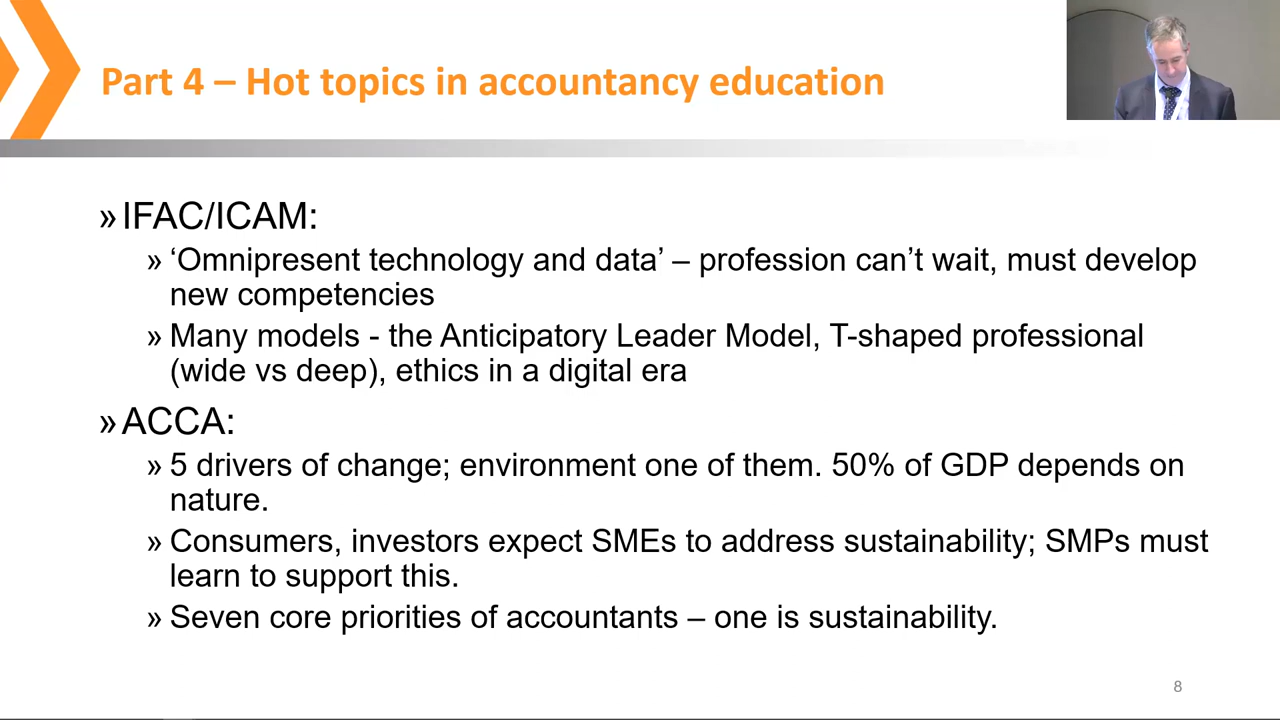 Part 4 – Hot topics in accountancy education
» IFAC/ICAM:
» ‘Omnipresent technology and data’ – profession can’t wait, must develop
new competencies
» Many models - the Anticipatory Leader Model, T-shaped professional
(wide vs deep), ethics in a digital era
» ACCA:
» 5 drivers of change; environment one of them. 50% of GDP depends on
nature.
» Consumers, investors expect SMEs to address sustainability; SMPs must
learn to support this.
» Seven core priorities of accountants – one is sustainability.
8